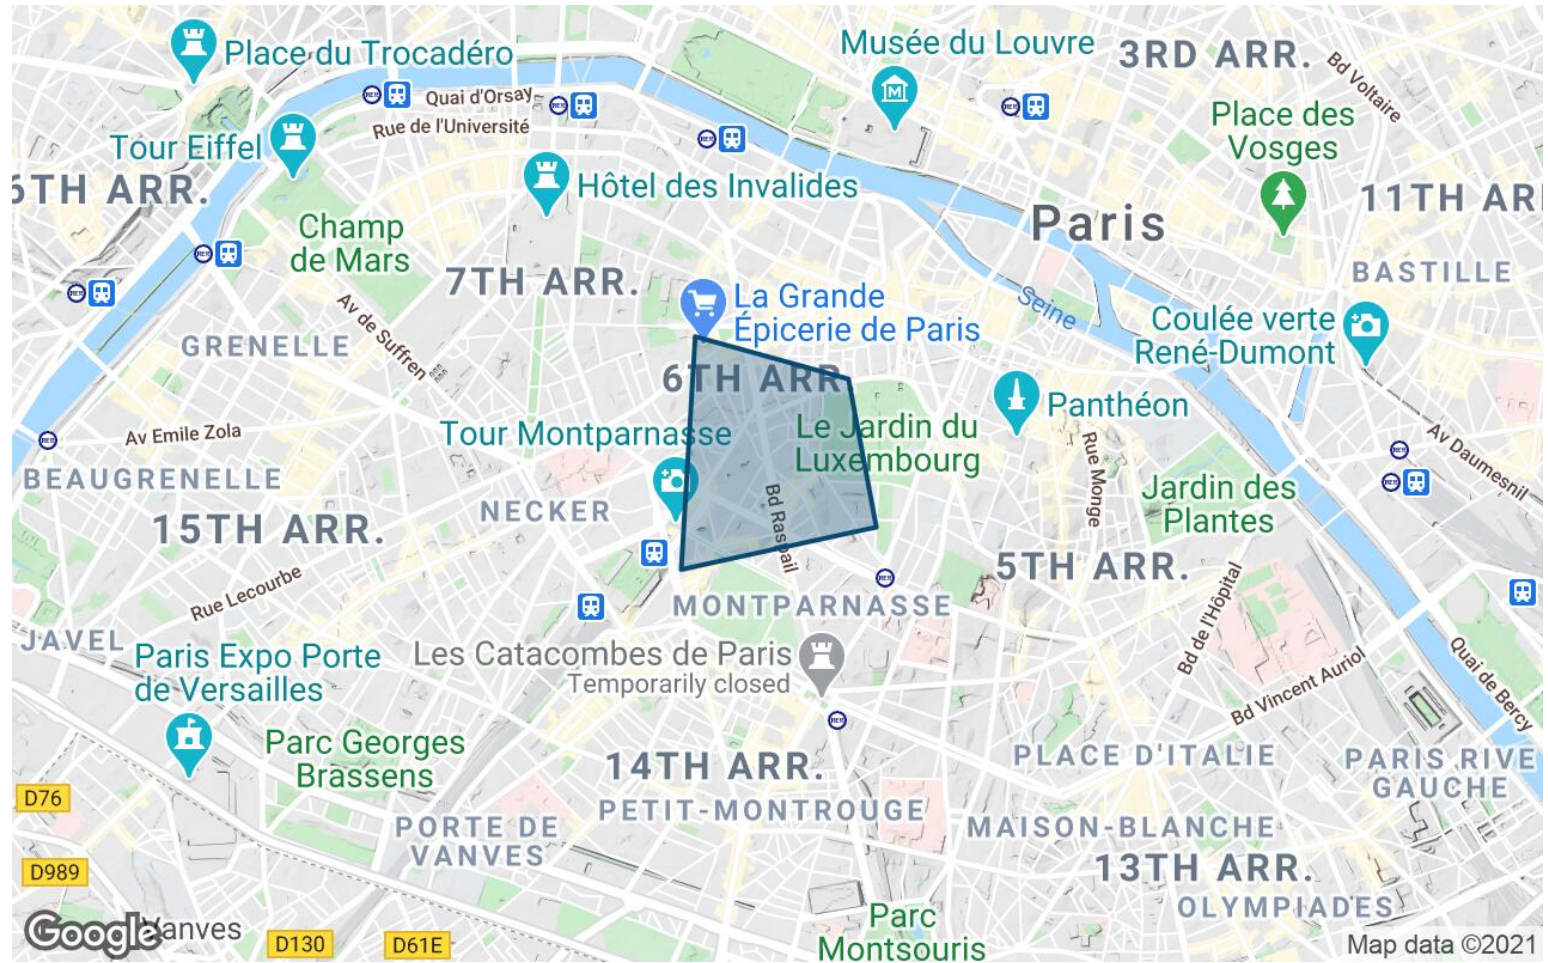 Place du Trocadéro
Musée du Louvre
3RD ARR.
Bd Voltaire
Quai d'Orsay
Rue de l'Université
Place des
Vosges
Tour Eiffel
Hôtel des Invalides
6TH ARR.
11TH AR
Paris
Champ
de Mars
7TH ARR.
BASTILLE
La Grande
Épicerie de Paris
Seine
Coulée verte
René-Dumont
Av de Suffren
GRENELLE
6TH ARR.
Panthéon
Av Emile Zola
Tour Montparnasse
Le Jardin du
Luxembourg
Rue Monge
Av Daumesnil
BEAUGRENELLE
NECKER
Bd Raspail
Jardin des
Plantes
15TH ARR.
5TH ARR.
Rue Lecourbe
MONTPARNASSE
Bd de l'Hôpital
JAVEL
Paris Expo Porte
de Versailles
Les Catacombes de Paris
Temporarily closed
Bd Vincent Auriol
Quai de Bercy
Parc Georges
Brassens
14TH ARR.
PLACE D'ITALIE
PARIS RIVE
GAUCHE
D76
PETIT-MONTROUGE
PORTE DE
VANVES
MAISON-BLANCHE
D989
13TH ARR.
OLYMPIADES
Google
Vanves
D130
D61E
Parc
Montsouris
Map data ©2021